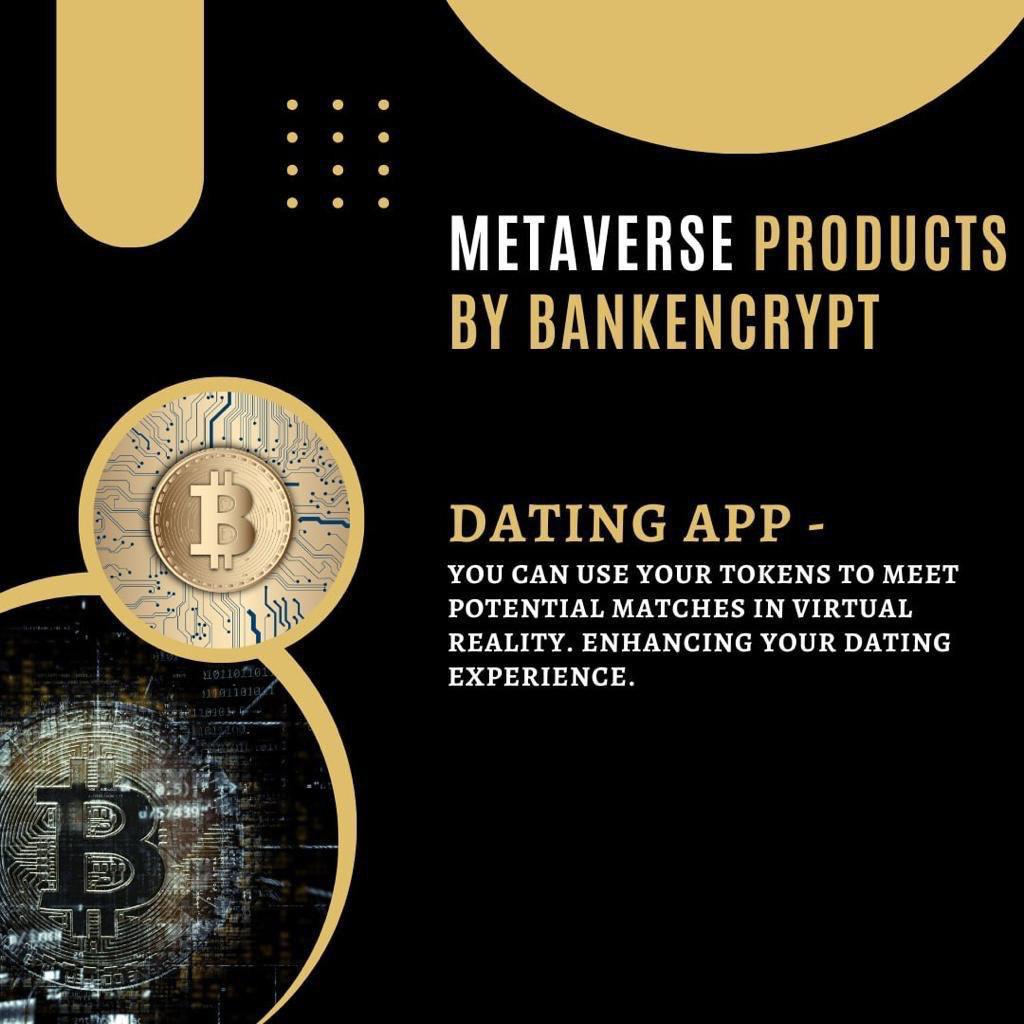 METAVERSE PRODUCTS
BY BANKENCRYPT
DATING APP -
YOU CAN USE YOUR TOKENS TO MEET
POTENTIAL MATCHES IN VIRTUAL
REALITY. ENHANCING YOUR DATING
EXPERIENCE.